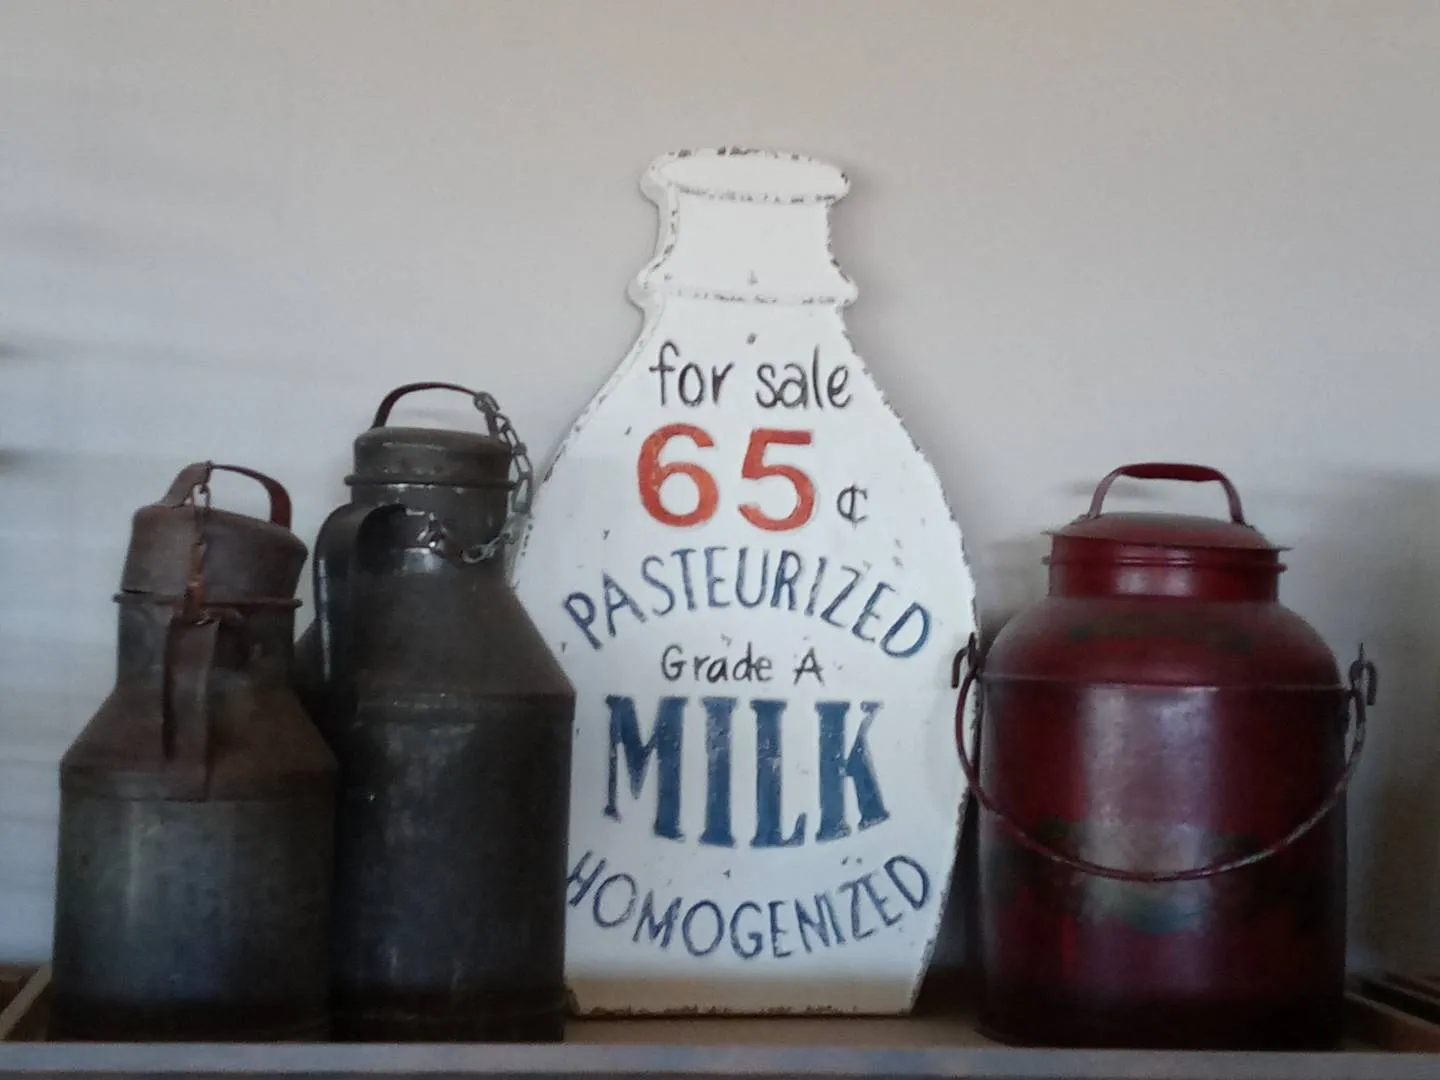 for sale
65¢
PASTEURIZED
Grade A
MILK
HOMOGENIZED